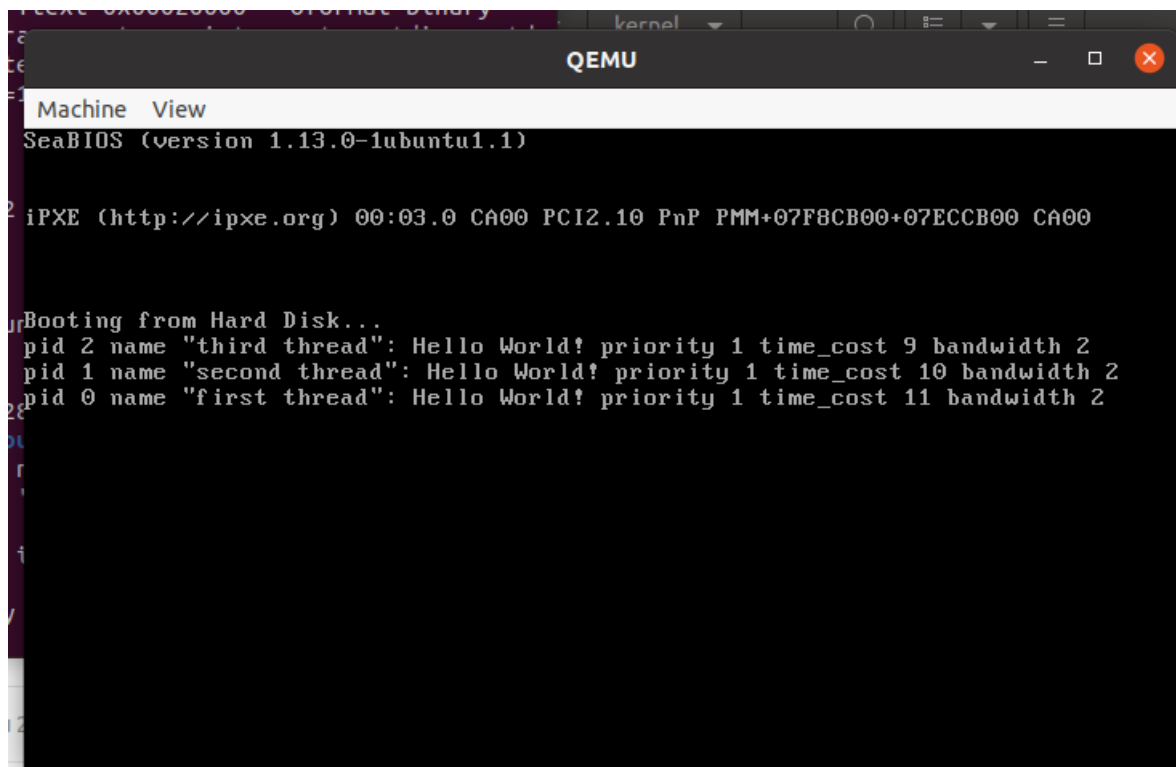 kernel
QEMU
Machine View
SeaBIOS (version 1.13.0-1ubuntu1.1)
iPXE (http://ipxe.org) 00:03.0 CA00 PCI2.10 PnP PMM+07F8CB00+07ECCB00 CA00
Booting from Hard Disk...
pid 2 name "third thread": Hello World! priority 1 time_cost 9 bandwidth 2
pid 1 name "second thread": Hello World! priority 1 time_cost 10 bandwidth 2
pid 0 name "first thread": Hello World! priority 1 time_cost 11 bandwidth 2